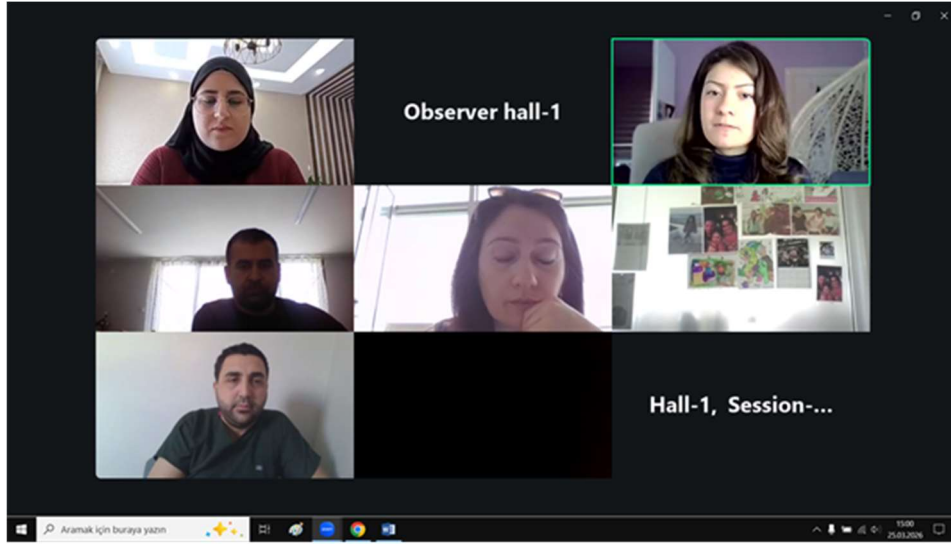 Observer hall-1
Hall-1, Session-...
Aramak için buraya yazın
15:00
25.03.2026